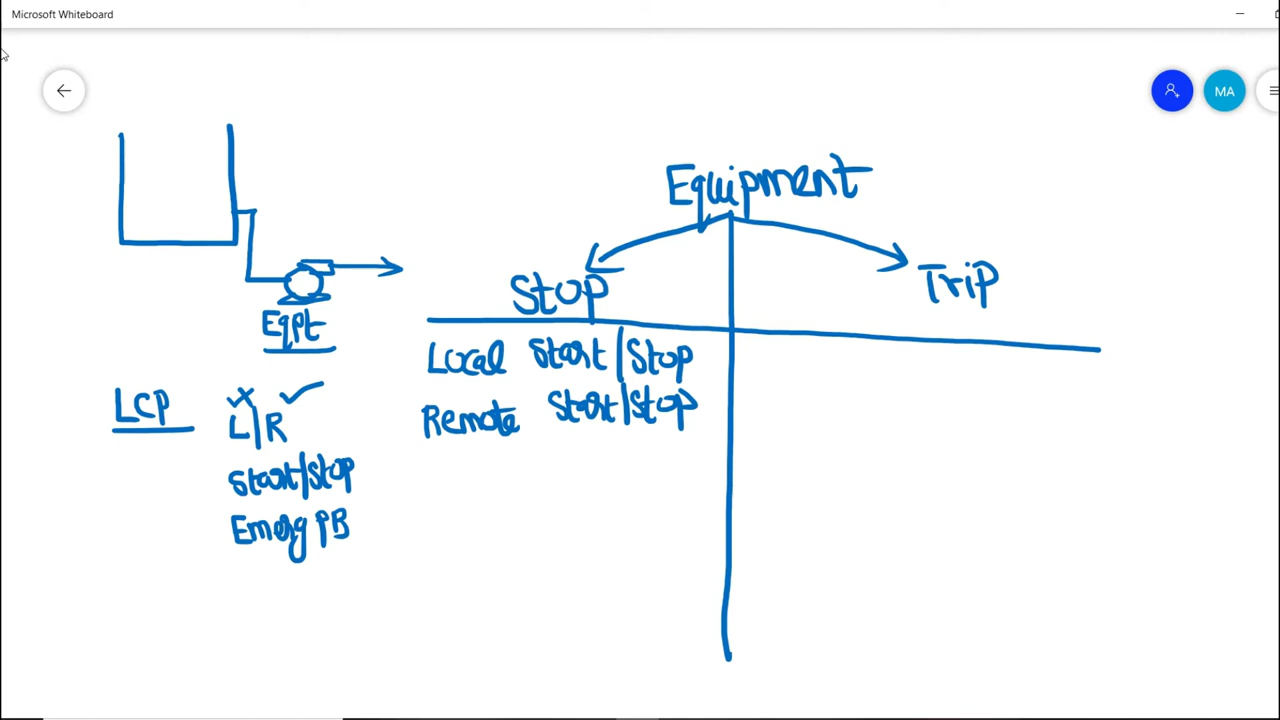 Microsoft Whiteboard
MA
Equipment
Stop
Trip
Eqpt
Local Start/Stop
Remote Start/Stop
LCP
L/R
Start/Stop
Emerg PB